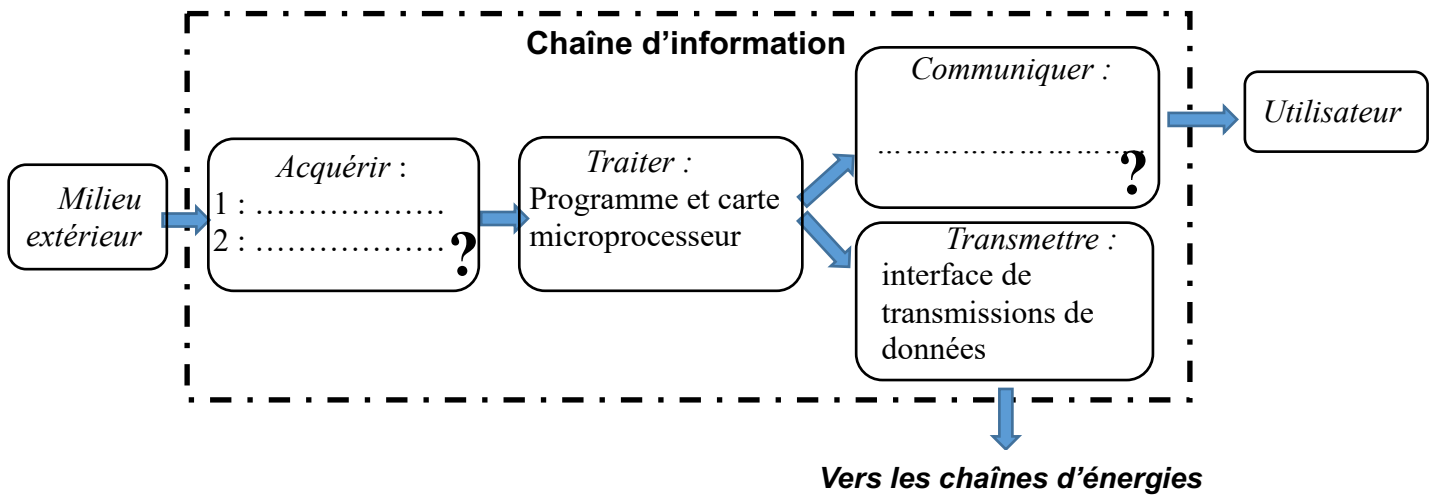 Chaîne d’information
Milieu
extérieur
Acquérir :
1 : ………………
2 : ………………
?
Traiter :
Programme et carte
microprocesseur
Communiquer :
………………………
?
Transmettre :
interface de
transmissions de
données
Utilisateur
Vers les chaînes d’énergies